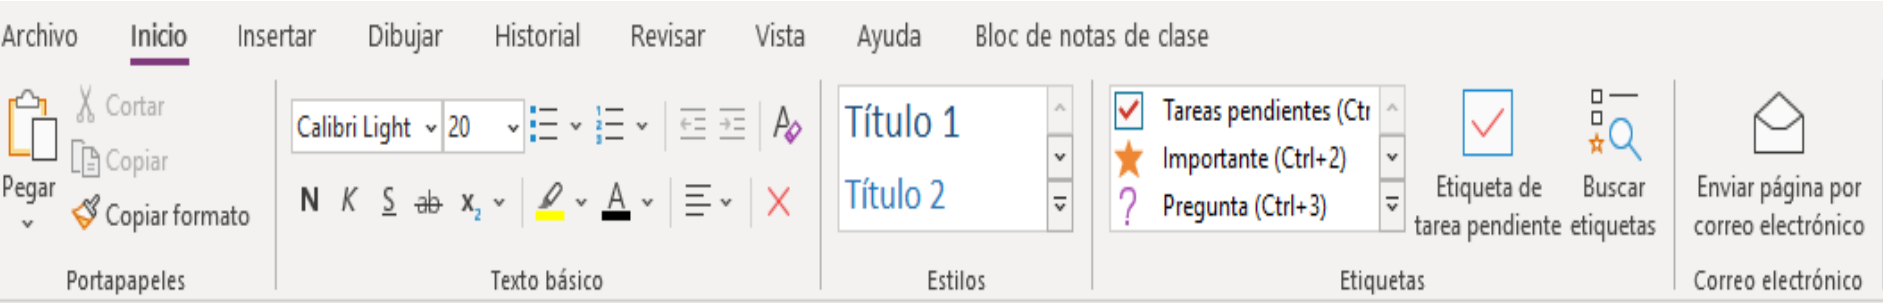 Archivo Inicio Insertar Dibujar Historial Revisar Vista Ayuda Bloc de notas de clase
Pegar
Cortar
Copiar
Copiar formato
Portapapeles
Calibri Light 20
N K S ab x₂ A
Texto básico
Título 1
Título 2
Estilos
Tareas pendientes (Ctr
Importante (Ctrl+2)
Pregunta (Ctrl+3)
Etiqueta de
tarea pendiente
Buscar
etiquetas
Etiquetas
Enviar página por
correo electrónico
Correo electrónico